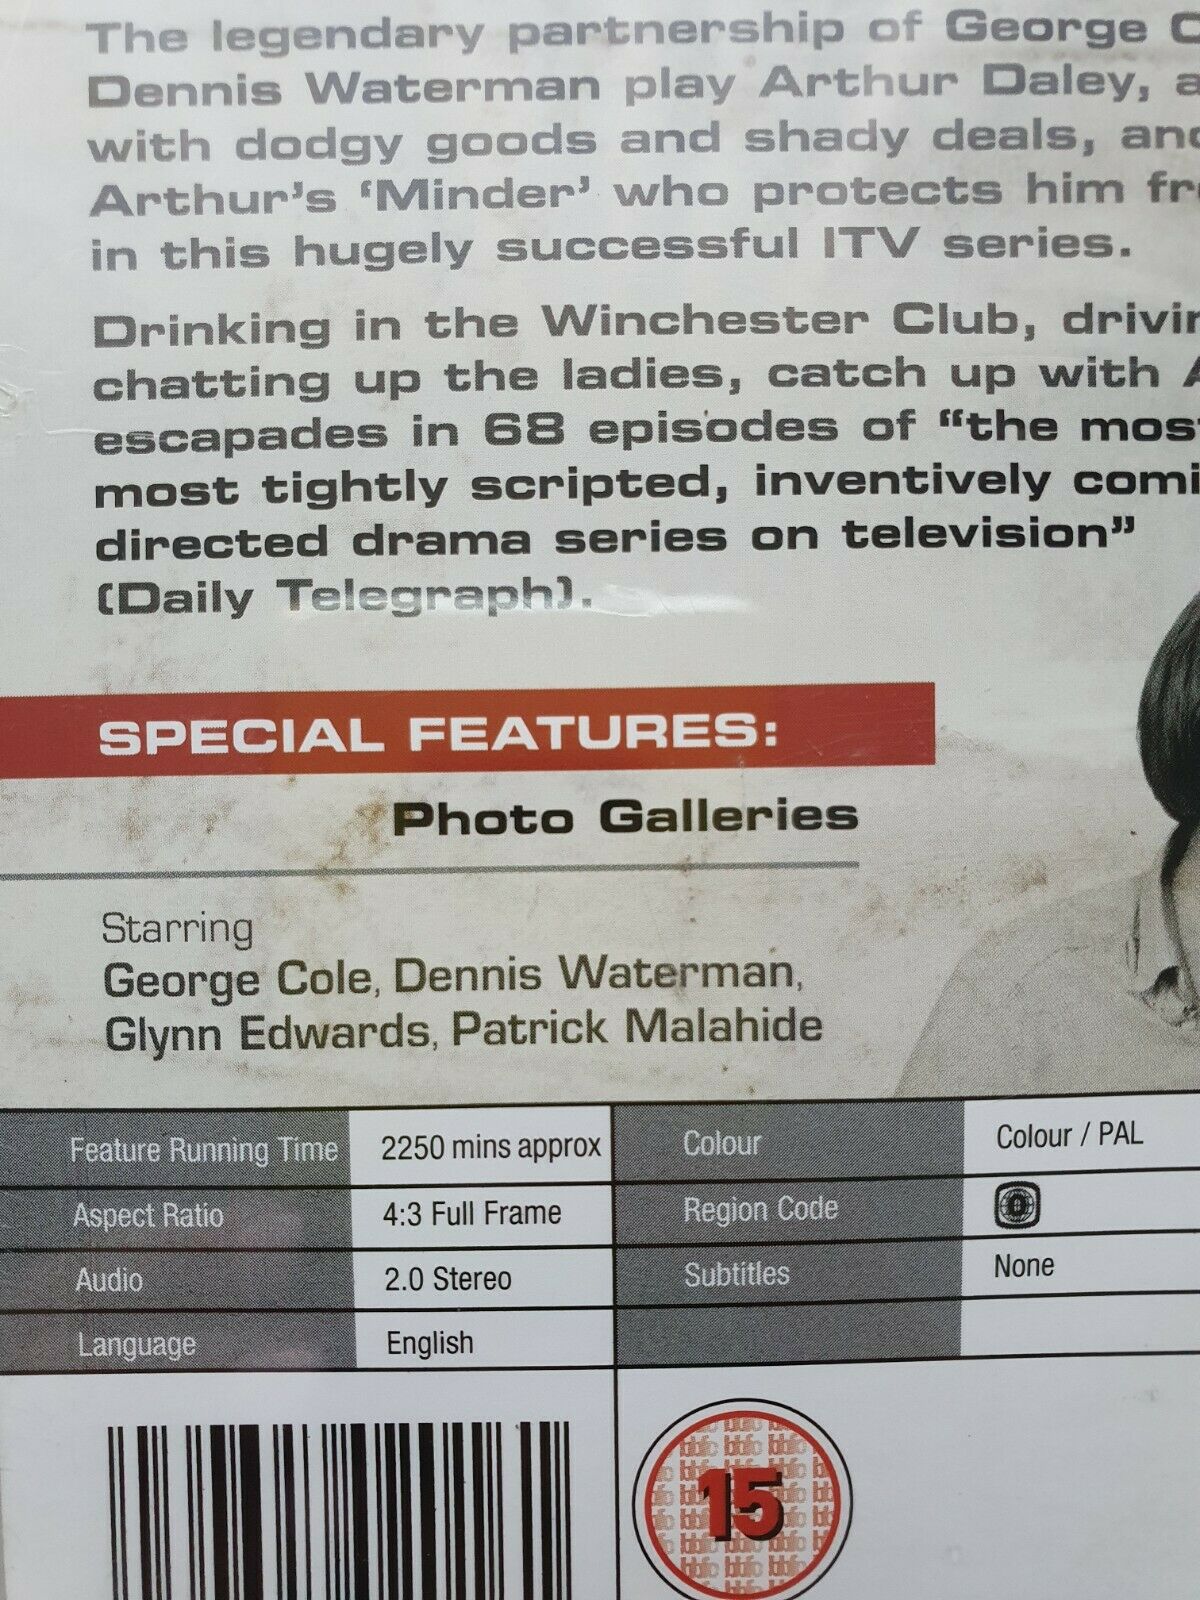 The legendary partnership of George
Dennis Waterman play Arthur Daley,
with dodgy goods and shady deals,
Arthur's ‘Minder’ who protects him
in this hugely successful ITV series.
Drinking in the Winchester Club,
chatting up the ladies, catch up with
escapades in 68 episodes of “the
most tightly scripted, inventively
directed drama series on television”
(Daily Telegraph).
SPECIAL FEATURES:
Photo Galleries
Starring
George Cole, Dennis Waterman,
Glynn Edwards, Patrick Malahide
Feature Running Time 2250 mins approx Colour Colour / PAL
Aspect Ratio 4:3 Full Frame Region Code 0
Audio 2.0 Stereo Subtitles None
Language English
15